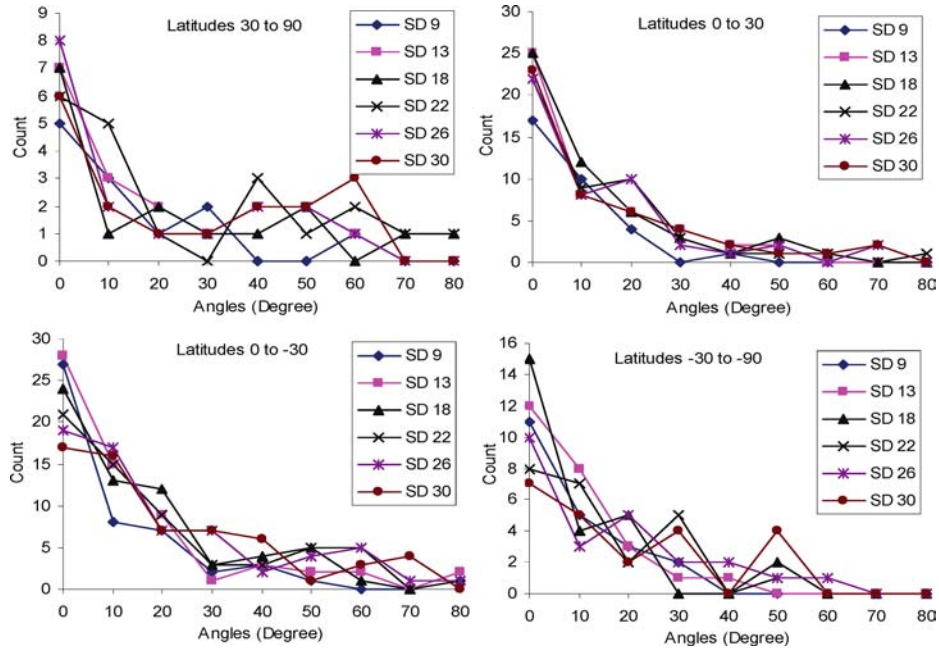 Latitudes 30 to 90
Count
9
8
7
6
5
4
3
2
1
0
0 10 20 30 40 50 60 70 80
Angles (Degree)
SD 9
SD 13
SD 18
SD 22
SD 26
SD 30
Latitudes 0 to 30
Count
30
25
20
15
10
5
0
0 10 20 30 40 50 60 70 80
Angles (Degree)
SD 9
SD 13
SD 18
SD 22
SD 26
SD 30
Latitudes 0 to -30
Count
30
25
20
15
10
5
0
0 10 20 30 40 50 60 70 80
Angles (Degree)
SD 9
SD 13
SD 18
SD 22
SD 26
SD 30
Latitudes -30 to -90
Count
16
14
12
10
8
6
4
2
0
0 10 20 30 40 50 60 70 80
Angles (Degree)
SD 9
SD 13
SD 18
SD 22
SD 26
SD 30